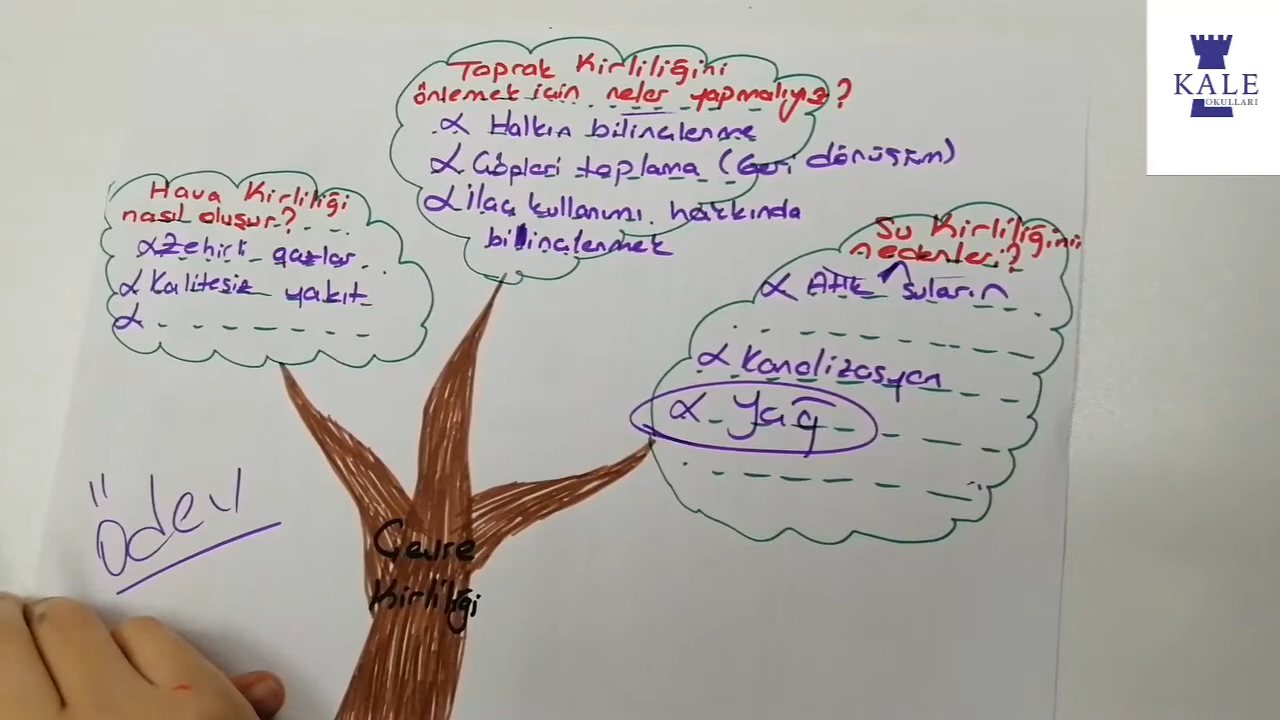 KALE
OKULLARI
Toprak Kirliliğini
önlemek için neler yapmalıyız?
α Halkın bilinçlenme
α Çöpleri toplama (Geri dönüşüm)
α İlaç kullanımı hakkında
bilinçlenmek
Hava Kirliliği
nasıl oluşur?
α Zehirli gazlar
α Kalitesiz yakıt
α
Su Kirliliğinin
nedenleri?
α Atık suların
α Kanalizasyon
α Yağ
Ödev
Çevre
Kirliliği